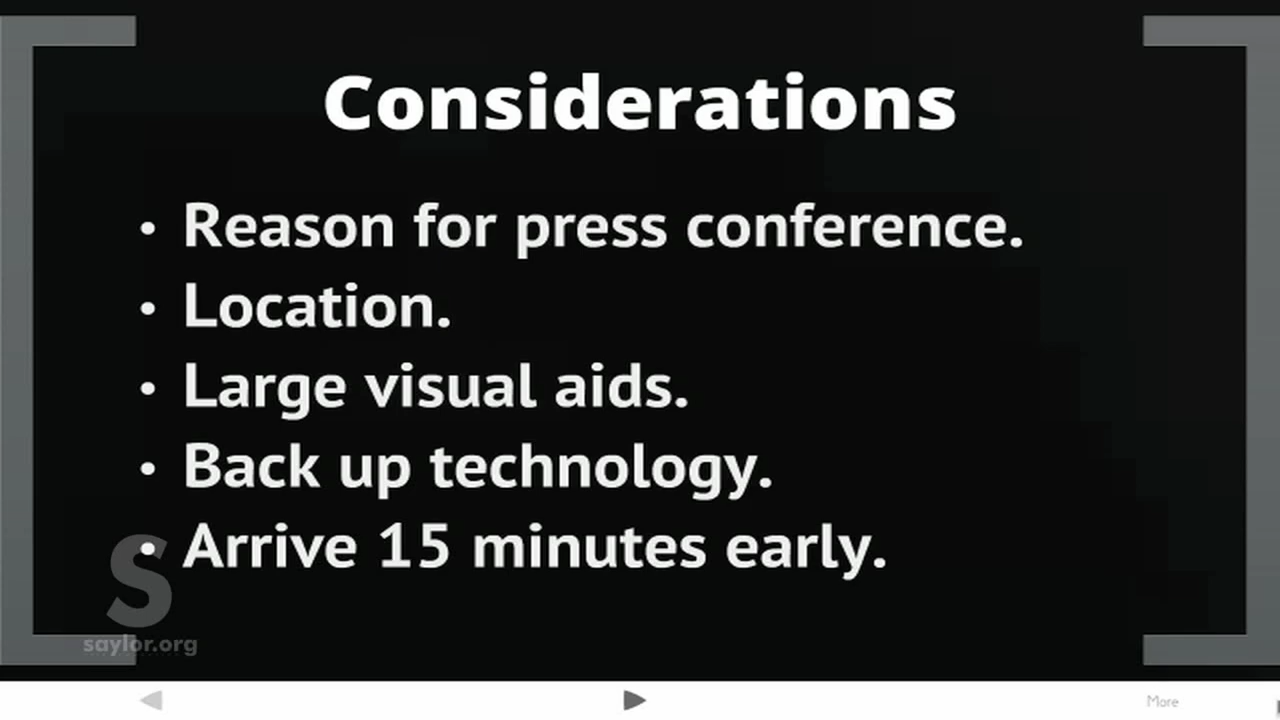 Considerations
• Reason for press conference.
• Location.
• Large visual aids.
• Back up technology.
• Arrive 15 minutes early.
S
saylor.org
More